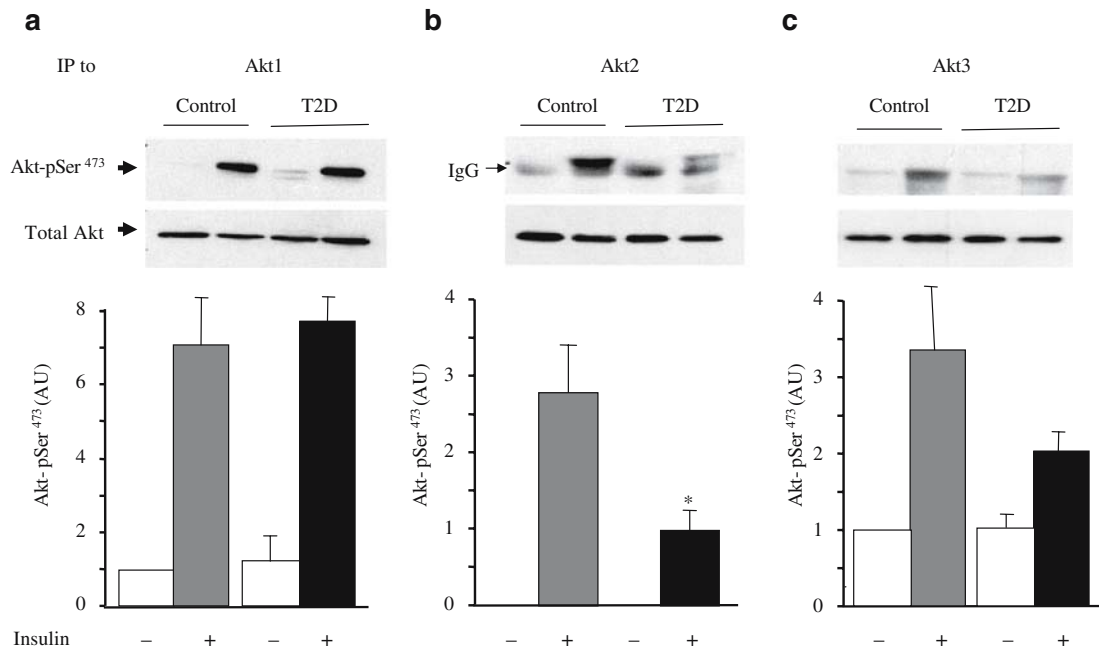 a
b
c
IP to
Akt1
Akt2
Akt3
Control
T2D
Control
T2D
Control
T2D
Akt-pSer 473
IgG
Total Akt
8
6
4
2
0
Akt-pSer 473 (AU)
4
3
2
1
0
Akt-pSer 473 (AU)
*
4
3
2
1
0
Akt-pSer 473 (AU)
Insulin – + – + – + – + – + – +